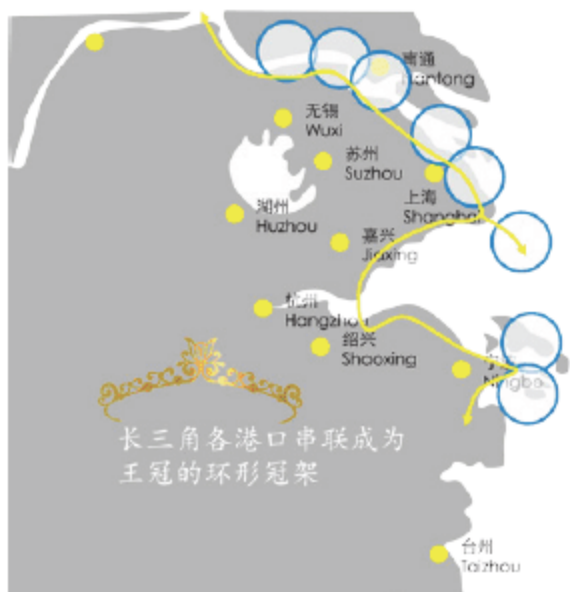 南通
Nantong
无锡
Wuxi
苏州
Suzhou
上海
Shanghai
湖州
Huzhou
嘉兴
Jiaxing
杭州
Hangzhou
绍兴
Shaoxing
宁波
Ningbo
长三角各港口串联成为
王冠的环形冠架
台州
Taizhou